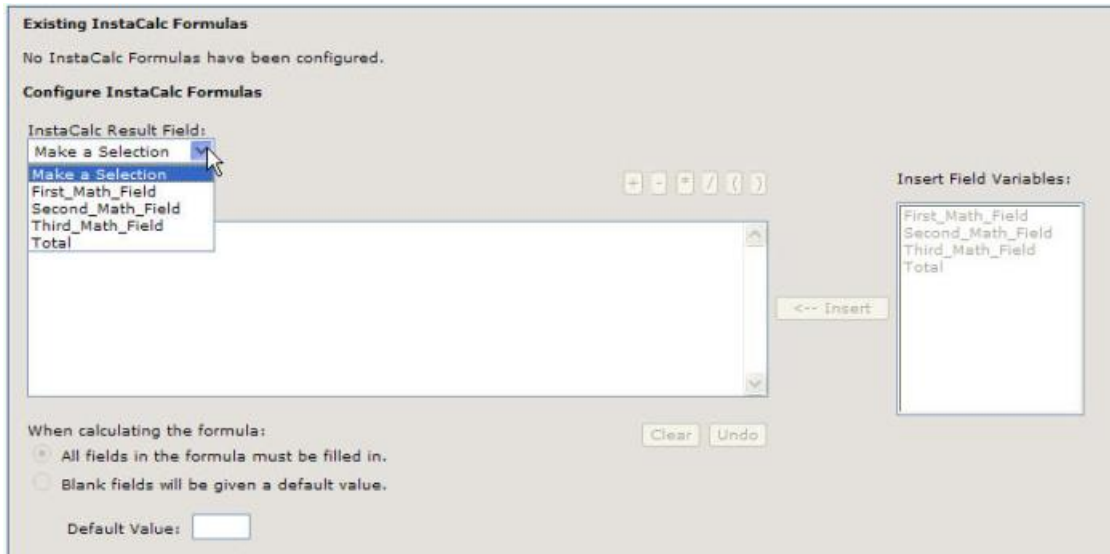 Existing InstaCalc Formulas
No InstaCalc Formulas have been configured.
Configure InstaCalc Formulas
InstaCalc Result Field:
Make a Selection
Make a Selection
First_Math_Field
Second_Math_Field
Third_Math_Field
Total
+ - * / ( )
Insert Field Variables:
First_Math_Field
Second_Math_Field
Third_Math_Field
Total
<-- Insert
When calculating the formula:
Clear Undo
All fields in the formula must be filled in.
Blank fields will be given a default value.
Default Value: